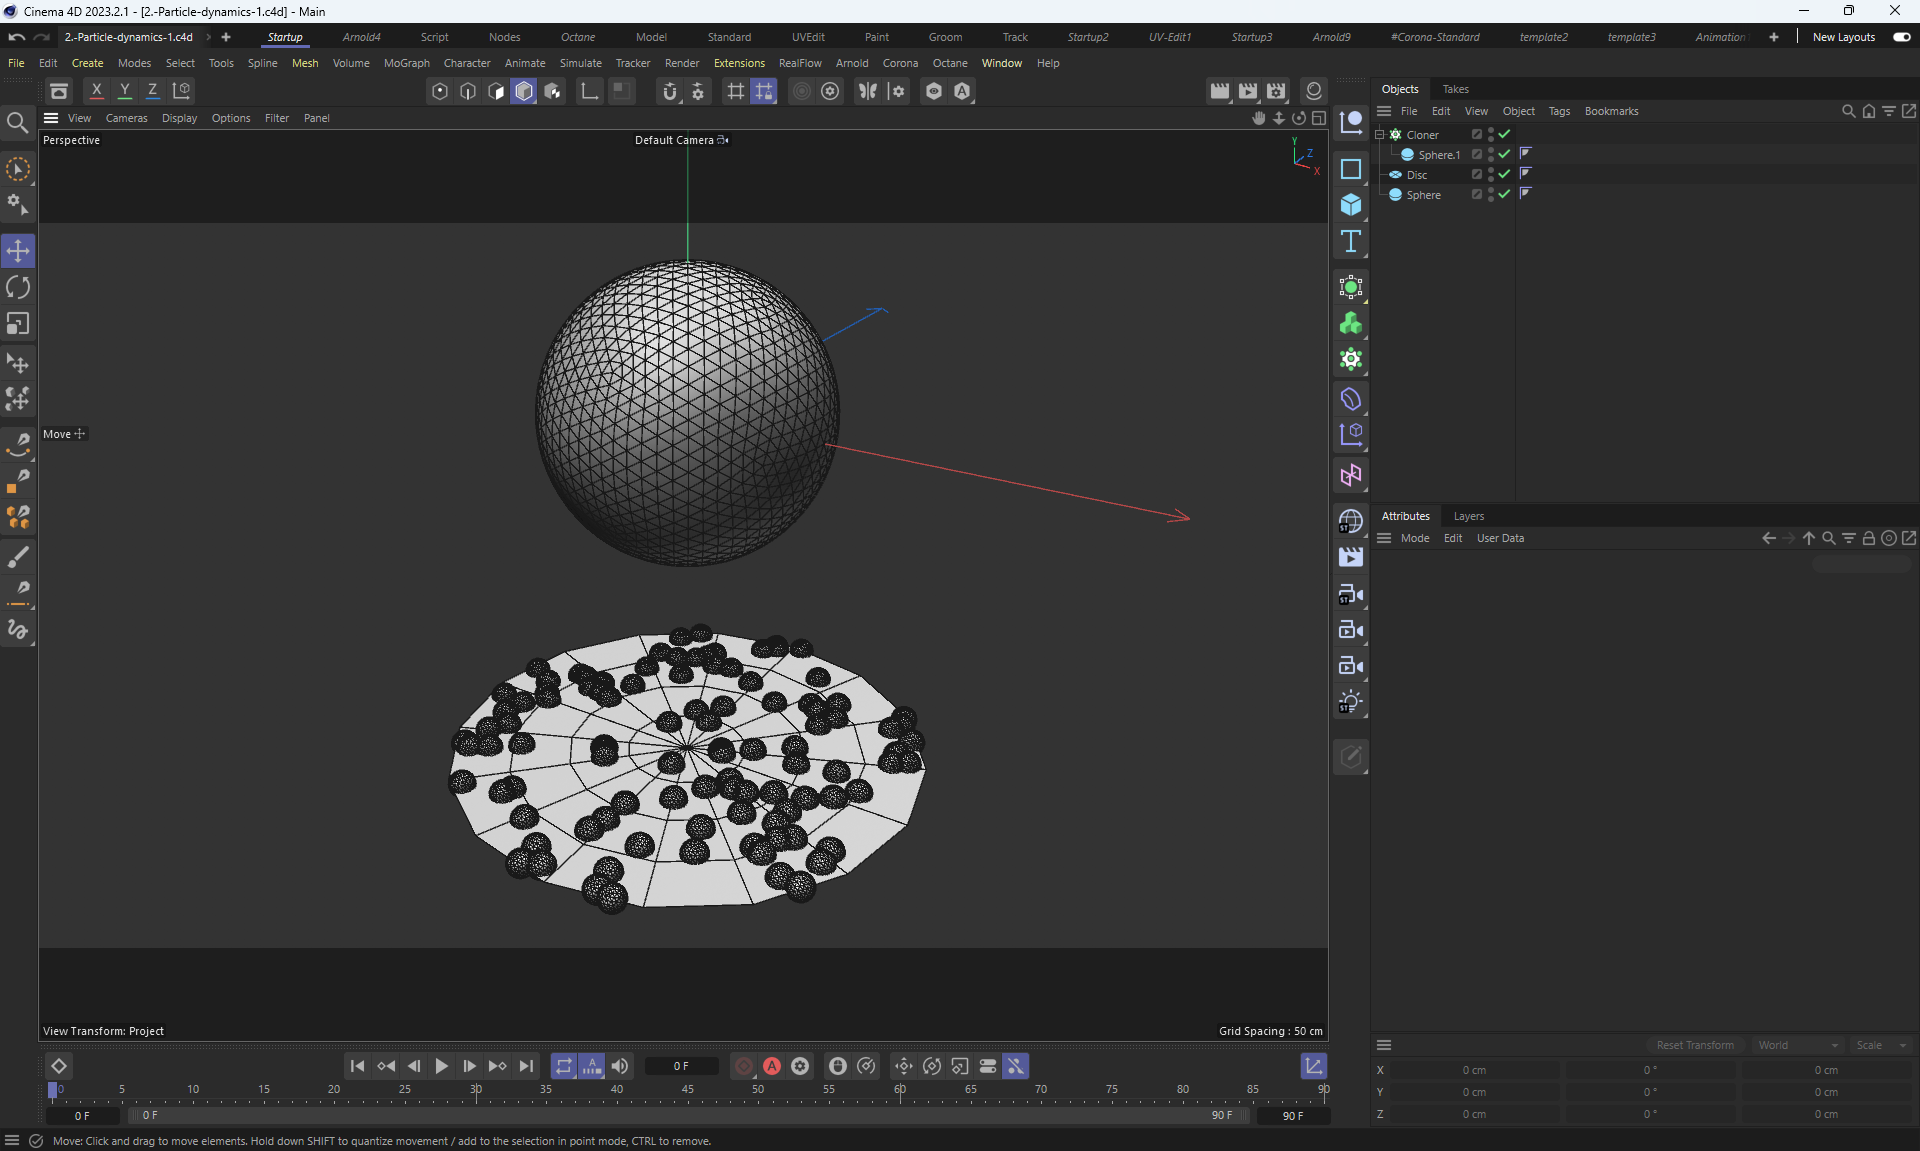 Cinema 4D 2023.2.1 - [2.-Particle-dynamics-1.c4d] - Main
2.-Particle-dynamics-1.c4d
Startup Arnold4 Script Nodes Octane Model Standard UVEdit Paint Groom Track Startup2 UV-Edit1 Startup3 Arnold9 #Corona-Standard template2 template3 Animation New Layouts
File Edit Create Modes Select Tools Spline Mesh Volume MoGraph Character Animate Simulate Tracker Render Extensions RealFlow Arnold Corona Octane Window Help
X Y Z
Objects Takes
File Edit View Object Tags Bookmarks
View Cameras Display Options Filter Panel
Perspective
Default Camera
Y
Z
X
Cloner
Sphere.1
Disc
Sphere
Move
Attributes Layers
Mode Edit User Data
View Transform: Project
Grid Spacing : 50 cm
Reset Transform World Scale
0 F
X 0 cm 0 ° 0 cm
Y 0 cm 0 ° 0 cm
Z 0 cm 0 ° 0 cm
0 5 10 15 20 25 30 35 40 45 50 55 60 65 70 75 80 85 90
0 F 0 F 90 F 90 F
Move: Click and drag to move elements. Hold down SHIFT to quantize movement / add to the selection in point mode, CTRL to remove.